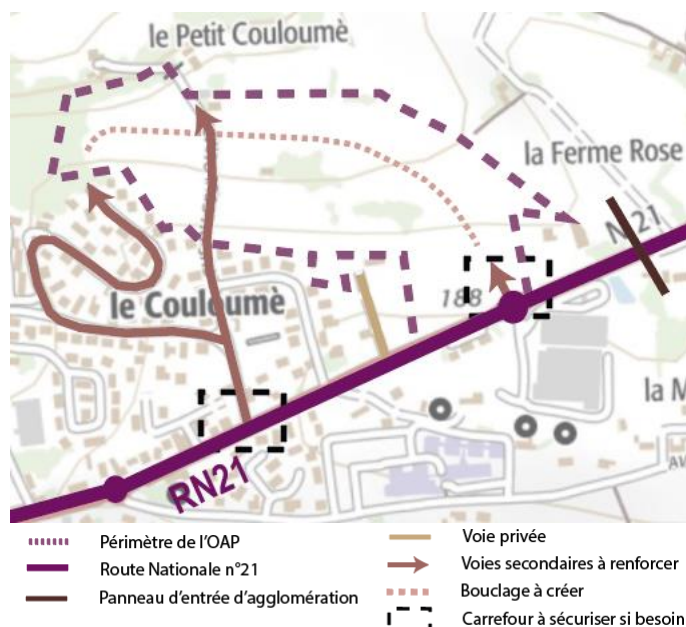 le Petit Couloumè
la Ferme Rose
N 21
188
le Couloumè
la M
RN21
AV
Périmètre de l'OAP
Route Nationale n°21
Panneau d'entrée d'agglomération
Voie privée
Voies secondaires à renforcer
Bouclage à créer
Carrefour à sécuriser si besoin